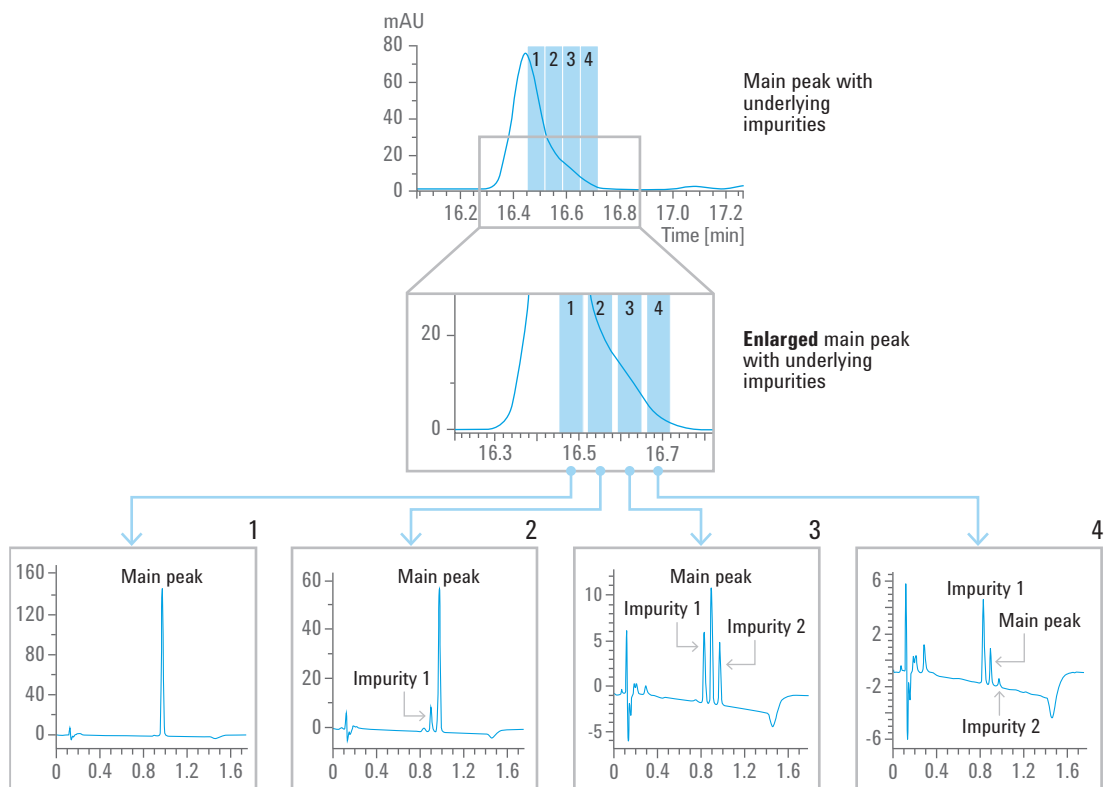 mAU
80
60
40
20
0
1 2 3 4
16.2 16.4 16.6 16.8 17.0 17.2
Time [min]
Main peak with
underlying
impurities
20
0
1 2 3 4
16.3 16.5 16.7
Enlarged main peak
with underlying
impurities
1
160
120
80
40
0
Main peak
0 0.4 0.8 1.2 1.6
2
60
40
20
0
Main peak
Impurity 1
0 0.4 0.8 1.2 1.6
3
10
5
0
-5
Main peak
Impurity 1
Impurity 2
0 0.4 0.8 1.2 1.6
4
6
2
-2
-6
Impurity 1
Main peak
Impurity 2
0 0.4 0.8 1.2 1.6